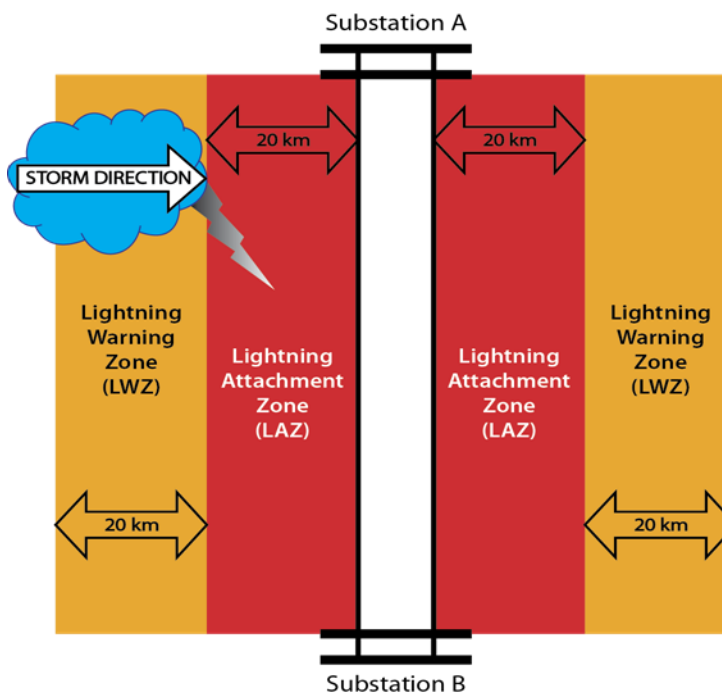 Substation A
20 km
20 km
STORM DIRECTION
Lightning
Warning
Zone
(LWZ)
Lightning
Attachment
Zone
(LAZ)
Lightning
Attachment
Zone
(LAZ)
Lightning
Warning
Zone
(LWZ)
20 km
20 km
Substation B